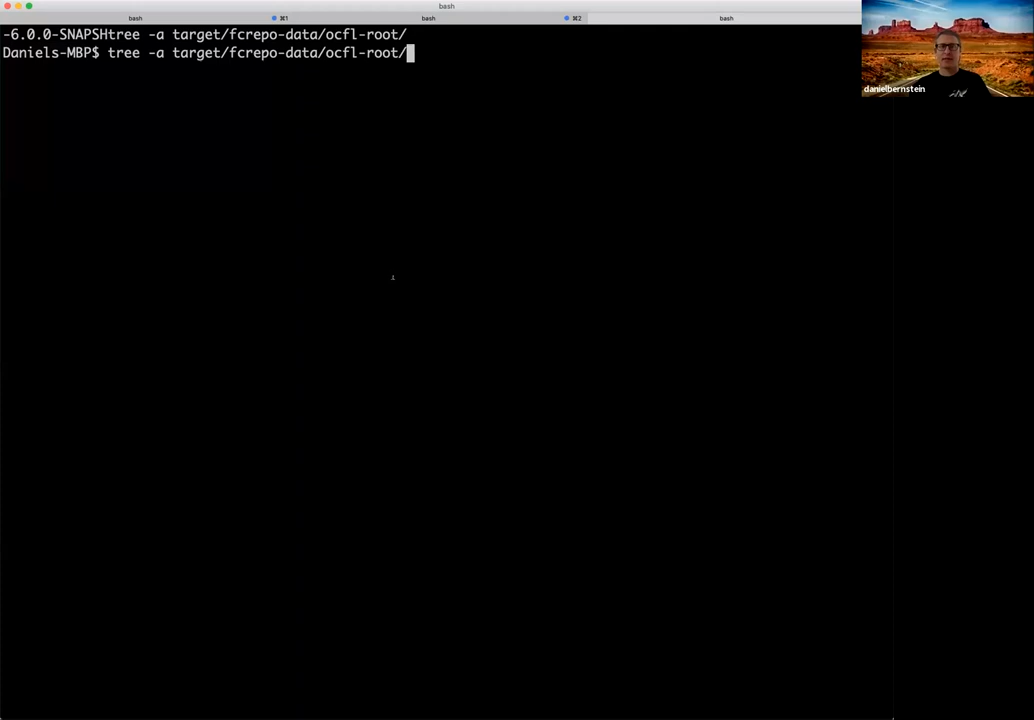 bash
bash ⌘1 bash ⌘2 bash
-6.0.0-SNAPSHtree -a target/fcrepo-data/ocfl-root/
Daniels-MBP$ tree -a target/fcrepo-data/ocfl-root/
danielbernstein